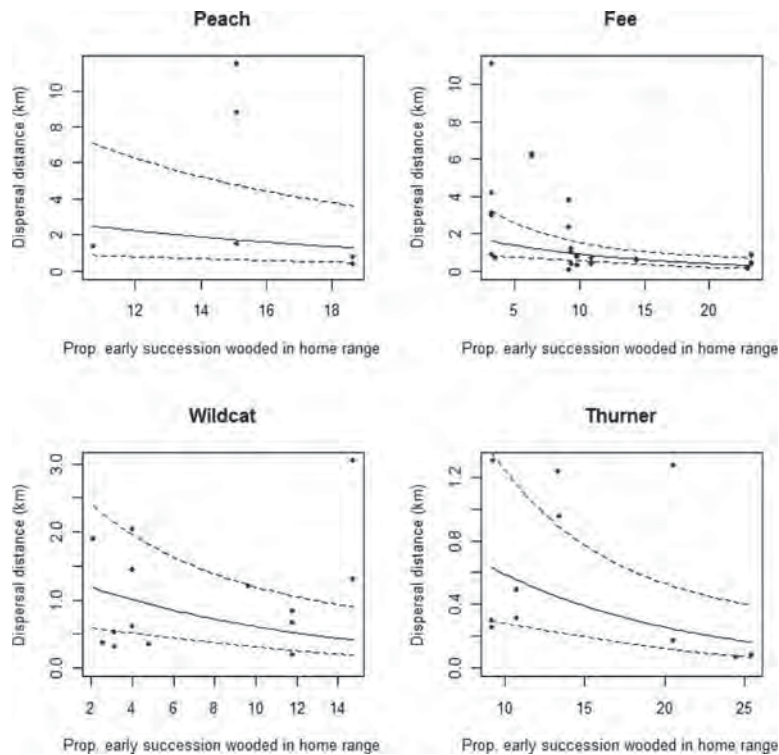 Peach
Dispersal distance (km)
0 2 4 6 8 10
12 14 16 18
Prop. early succession wooded in home range
Fee
Dispersal distance (km)
0 2 4 6 8 10
5 10 15 20
Prop. early succession wooded in home range
Wildcat
Dispersal distance (km)
0.0 1.0 2.0 3.0
2 4 6 8 10 12 14
Prop. early succession wooded in home range
Thurner
Dispersal distance (km)
0.0 0.4 0.8 1.2
10 15 20 25
Prop. early succession wooded in home range